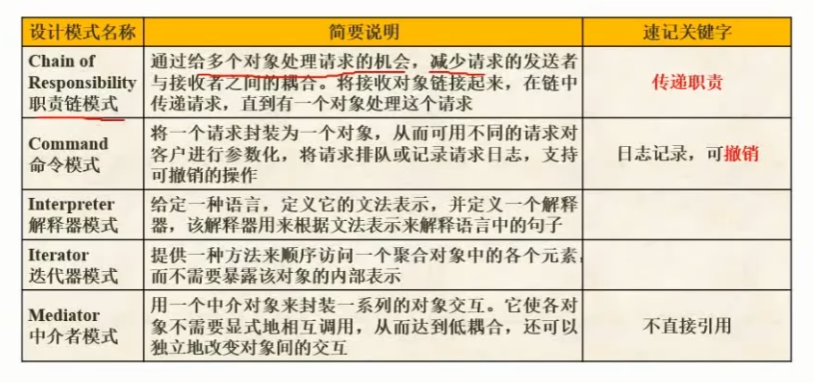 设计模式名称 简要说明 速记关键字
Chain of
Responsibility
职责链模式
通过给多个对象处理请求的机会，减少请求的发送者
与接收者之间的耦合。将接收对象链接起来，在链中
传递请求，直到有一个对象处理这个请求
传递职责
Command
命令模式
将一个请求封装为一个对象，从而可用不同的请求对
客户进行参数化，将请求排队或记录请求日志，支持
可撤销的操作
日志记录，可撤销
Interpreter
解释器模式
给定一种语言，定义它的文法表示，并定义一个解释
器，该解释器用来根据文法表示来解释语言中的句子
Iterator
迭代器模式
提供一种方法来顺序访问一个聚合对象中的各个元素，
而不需要暴露该对象的内部表示
Mediator
中介者模式
用一个中介对象来封装一系列的对象交互。它使各对
象不需要显式地相互调用，从而达到低耦合，还可以
独立地改变对象间的交互
不直接引用